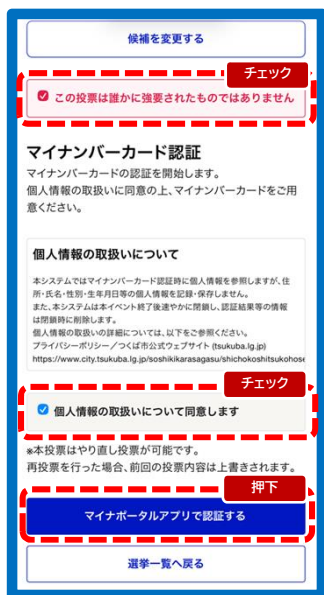 候補を変更する
チェック
この投票は誰かに強要されたものではありません
マイナンバーカード認証
マイナンバーカードの認証を開始します。
個人情報の取扱いに同意の上、マイナンバーカードをご用
意ください。
個人情報の取扱いについて
本システムではマイナンバーカード認証時に個人情報を参照しますが、住
所・氏名・性別・生年月日等の個人情報を記録・保存しません。
また、本システムは本イベント終了後速やかに閉鎖し、認証結果等の情報
は閉鎖時に削除します。
個人情報の取扱いの詳細については、以下をご参照ください。
プライバシーポリシー／つくば市公式ウェブサイト (tsukuba.lg.jp)
https://www.city.tsukuba.lg.jp/soshikikarasagasu/shichokoshitsukohose
チェック
個人情報の取扱いについて同意します
※本投票はやり直し投票が可能です。
再投票を行った場合、前回の投票内容は上書きされます。
押下
マイナポータルアプリで認証する
選挙一覧へ戻る